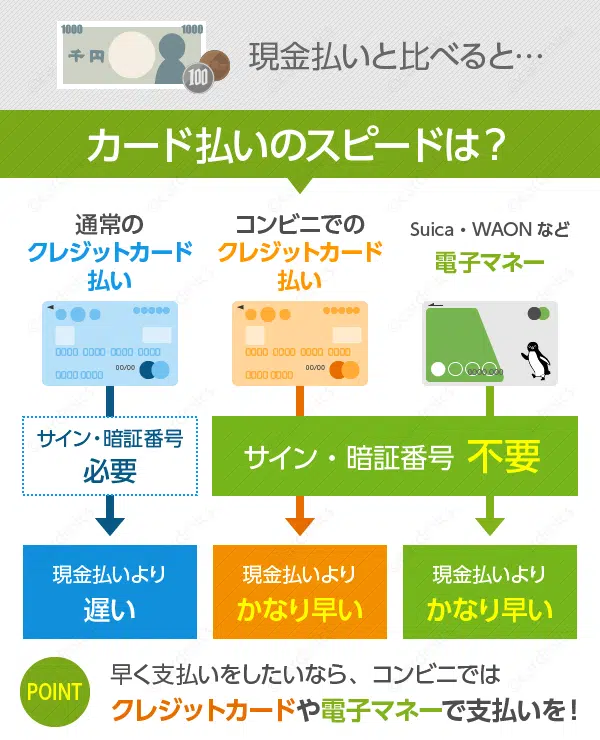 1000
1000
千円
100
現金払いと比べると…
カード払いのスピードは？
通常の
クレジットカード
払い
コンビニでの
クレジットカード
払い
Suica・WAONなど
電子マネー
00/00
00/00
サイン・暗証番号
必要
サイン・暗証番号 不要
現金払いより
遅い
現金払いより
かなり早い
現金払いより
かなり早い
POINT
早く支払いをしたいなら、コンビニでは
クレジットカードや電子マネーで支払いを！